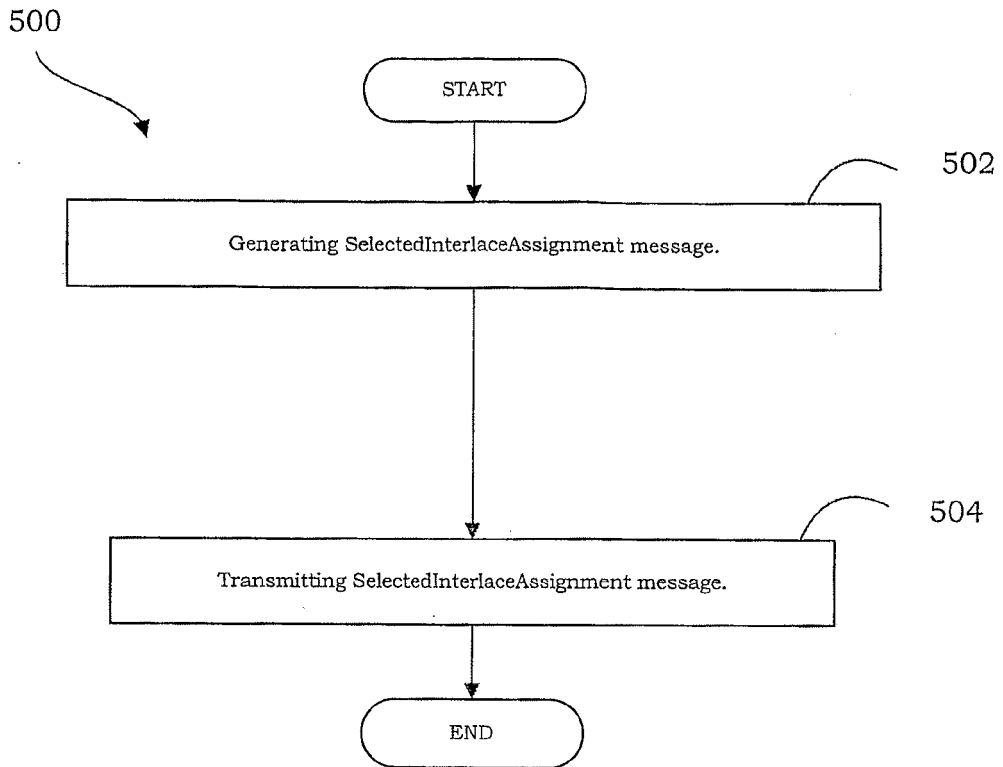 500
START
502
Generating SelectedInterlaceAssignment message.
504
Transmitting SelectedInterlaceAssignment message.
END